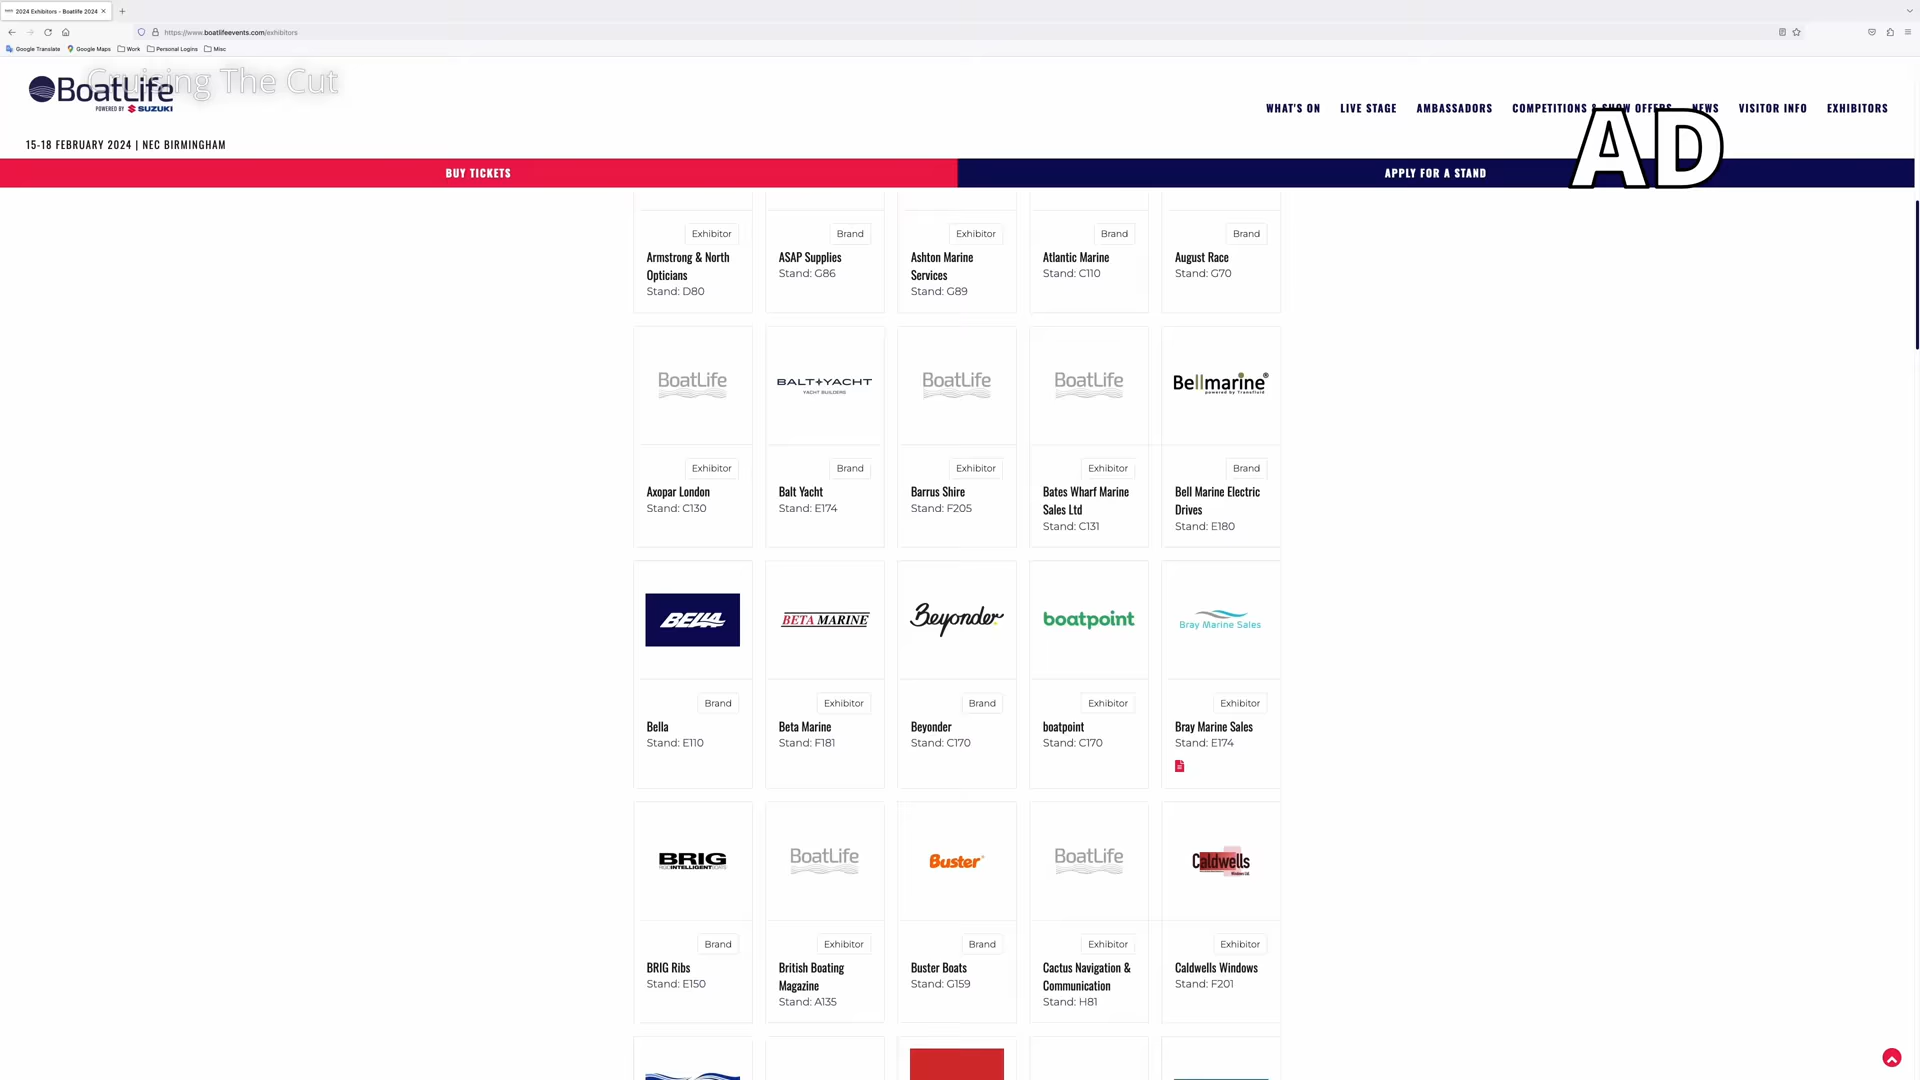 2024 Exhibitors - Boatlife 2024
https://www.boatlifeevents.com/exhibitors
Google Translate
Google Maps
Work
Personal Logins
Misc
Cruising The Cut
BoatLife
POWERED BY SUZUKI
WHAT'S ON
LIVE STAGE
AMBASSADORS
COMPETITIONS & SHOW OFFERS
NEWS
VISITOR INFO
EXHIBITORS
AD
15-18 FEBRUARY 2024 | NEC BIRMINGHAM
BUY TICKETS
APPLY FOR A STAND
Exhibitor
Armstrong & North
Opticians
Stand: D80
Brand
ASAP Supplies
Stand: G86
Exhibitor
Ashton Marine
Services
Stand: G89
Brand
Atlantic Marine
Stand: C110
Brand
August Race
Stand: G70
BoatLife
Exhibitor
Axopar London
Stand: C130
BALT YACHT
YACHT BUILDERS
Brand
Balt Yacht
Stand: E174
BoatLife
Exhibitor
Barrus Shire
Stand: F205
BoatLife
Exhibitor
Bates Wharf Marine
Sales Ltd
Stand: C131
Bellmarine®
powered by Transfluid
Brand
Bell Marine Electric
Drives
Stand: E180
BELLA
Brand
Bella
Stand: E110
BETA MARINE
Exhibitor
Beta Marine
Stand: F181
Beyonder
Brand
Beyonder
Stand: C170
boatpoint
Exhibitor
boatpoint
Stand: C170
Bray Marine Sales
Exhibitor
Bray Marine Sales
Stand: E174
BRIG
Brand
BRIG Ribs
Stand: E150
BoatLife
Exhibitor
British Boating
Magazine
Stand: A135
Buster
Brand
Buster Boats
Stand: G159
BoatLife
Exhibitor
Cactus Navigation &
Communication
Stand: H81
Caldwells
Windows Ltd.
Exhibitor
Caldwells Windows
Stand: F201